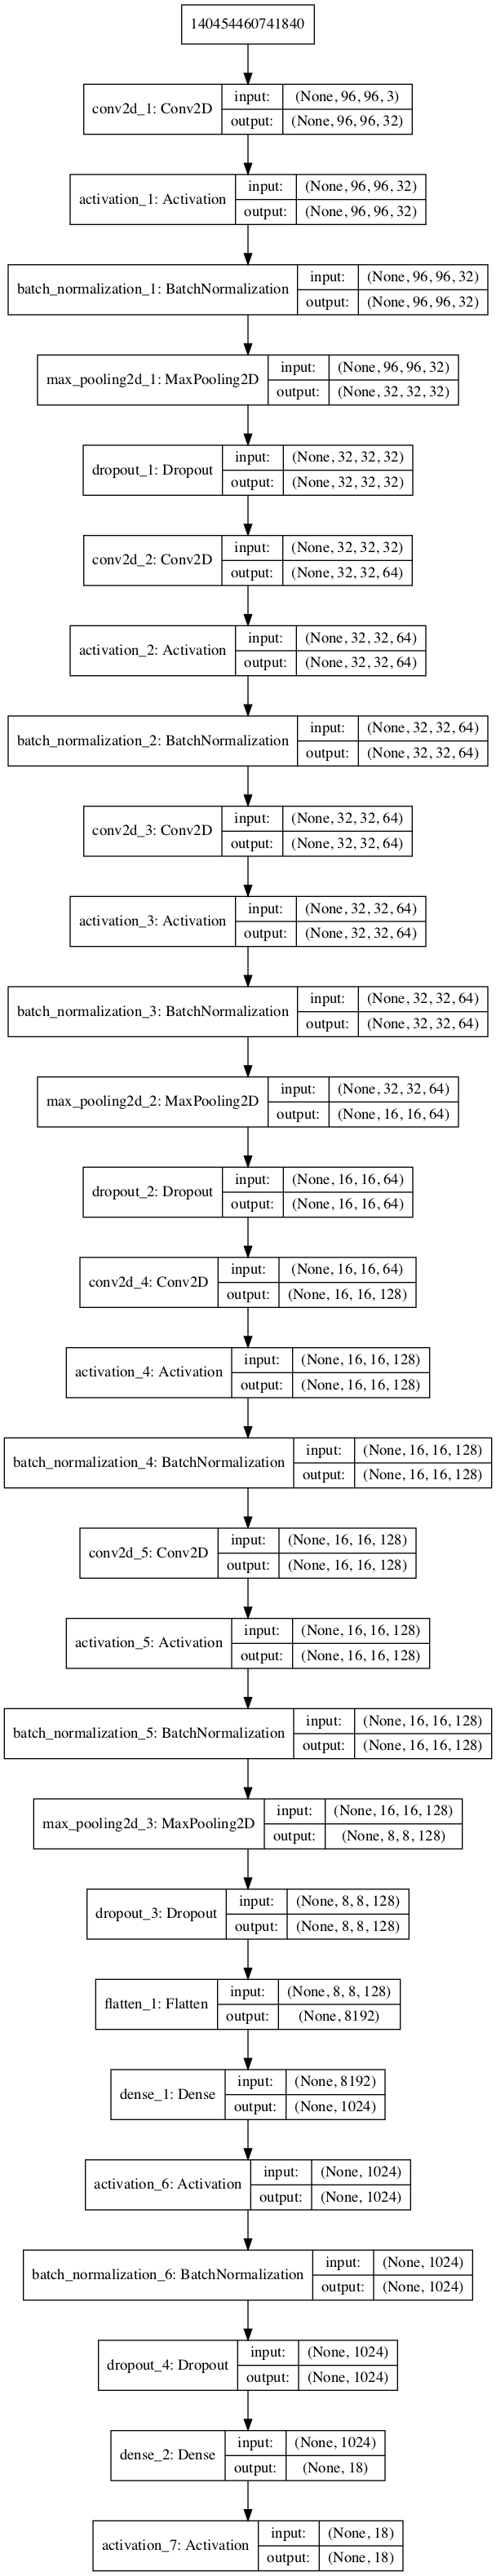 140454460741840
conv2d_1: Conv2D
input: (None, 96, 96, 3)
output: (None, 96, 96, 32)
activation_1: Activation
input: (None, 96, 96, 32)
output: (None, 96, 96, 32)
batch_normalization_1: BatchNormalization
input: (None, 96, 96, 32)
output: (None, 96, 96, 32)
max_pooling2d_1: MaxPooling2D
input: (None, 96, 96, 32)
output: (None, 32, 32, 32)
dropout_1: Dropout
input: (None, 32, 32, 32)
output: (None, 32, 32, 32)
conv2d_2: Conv2D
input: (None, 32, 32, 32)
output: (None, 32, 32, 64)
activation_2: Activation
input: (None, 32, 32, 64)
output: (None, 32, 32, 64)
batch_normalization_2: BatchNormalization
input: (None, 32, 32, 64)
output: (None, 32, 32, 64)
conv2d_3: Conv2D
input: (None, 32, 32, 64)
output: (None, 32, 32, 64)
activation_3: Activation
input: (None, 32, 32, 64)
output: (None, 32, 32, 64)
batch_normalization_3: BatchNormalization
input: (None, 32, 32, 64)
output: (None, 32, 32, 64)
max_pooling2d_2: MaxPooling2D
input: (None, 32, 32, 64)
output: (None, 16, 16, 64)
dropout_2: Dropout
input: (None, 16, 16, 64)
output: (None, 16, 16, 64)
conv2d_4: Conv2D
input: (None, 16, 16, 64)
output: (None, 16, 16, 128)
activation_4: Activation
input: (None, 16, 16, 128)
output: (None, 16, 16, 128)
batch_normalization_4: BatchNormalization
input: (None, 16, 16, 128)
output: (None, 16, 16, 128)
conv2d_5: Conv2D
input: (None, 16, 16, 128)
output: (None, 16, 16, 128)
activation_5: Activation
input: (None, 16, 16, 128)
output: (None, 16, 16, 128)
batch_normalization_5: BatchNormalization
input: (None, 16, 16, 128)
output: (None, 16, 16, 128)
max_pooling2d_3: MaxPooling2D
input: (None, 16, 16, 128)
output: (None, 8, 8, 128)
dropout_3: Dropout
input: (None, 8, 8, 128)
output: (None, 8, 8, 128)
flatten_1: Flatten
input: (None, 8, 8, 128)
output: (None, 8192)
dense_1: Dense
input: (None, 8192)
output: (None, 1024)
activation_6: Activation
input: (None, 1024)
output: (None, 1024)
batch_normalization_6: BatchNormalization
input: (None, 1024)
output: (None, 1024)
dropout_4: Dropout
input: (None, 1024)
output: (None, 1024)
dense_2: Dense
input: (None, 1024)
output: (None, 18)
activation_7: Activation
input: (None, 18)
output: (None, 18)